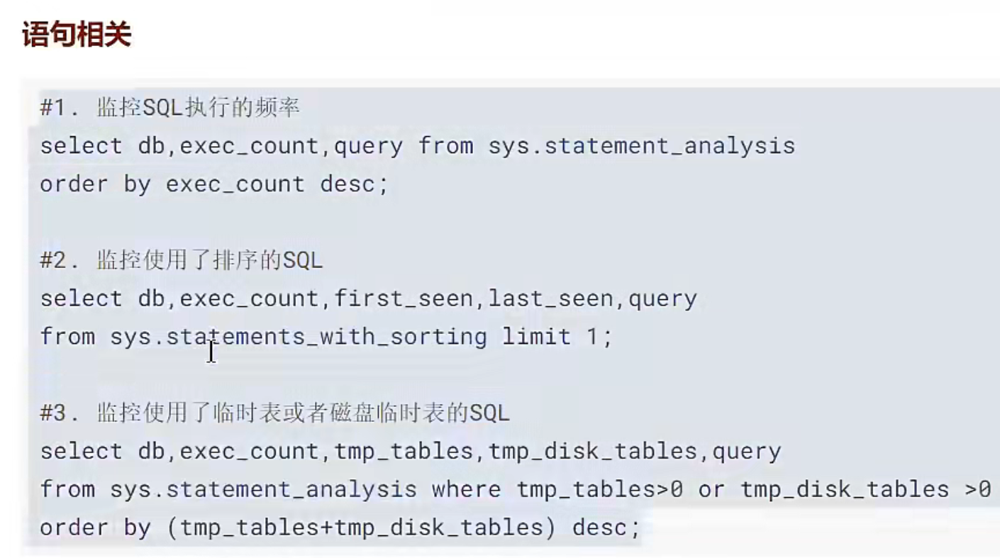 语句相关
#1. 监控SQL执行的频率
select db,exec_count,query from sys.statement_analysis
order by exec_count desc;
#2. 监控使用了排序的SQL
select db,exec_count,first_seen,last_seen,query
from sys.statements_with_sorting limit 1;
#3. 监控使用了临时表或者磁盘临时表的SQL
select db,exec_count,tmp_tables,tmp_disk_tables,query
from sys.statement_analysis where tmp_tables>0 or tmp_disk_tables >0
order by (tmp_tables+tmp_disk_tables) desc;